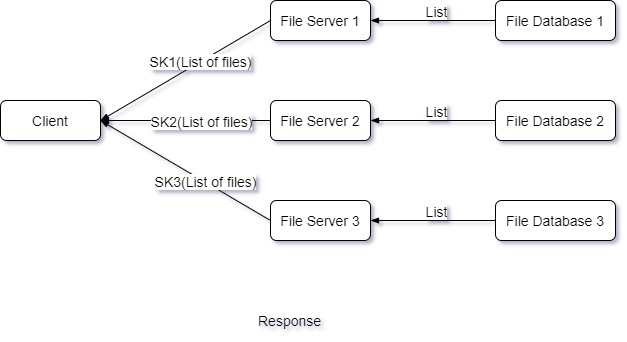 File Server 1
List
File Database 1
SK1(List of files)
Client
SK2(List of files)
File Server 2
List
File Database 2
SK3(List of files)
File Server 3
List
File Database 3
Response